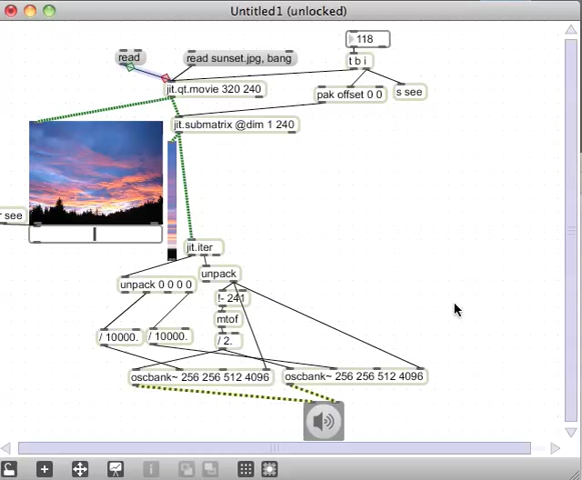 Untitled1 (unlocked)
118
read
read sunset.jpg, bang
t b i
jit.qt.movie 320 240
pak offset 0 0
s see
jit.submatrix @dim 1 240
r see
jit.iter
unpack
unpack 0 0 0 0
!- 241
mtof
/ 10000.
/ 10000.
/ 2.
oscbank~ 256 256 512 4096
oscbank~ 256 256 512 4096